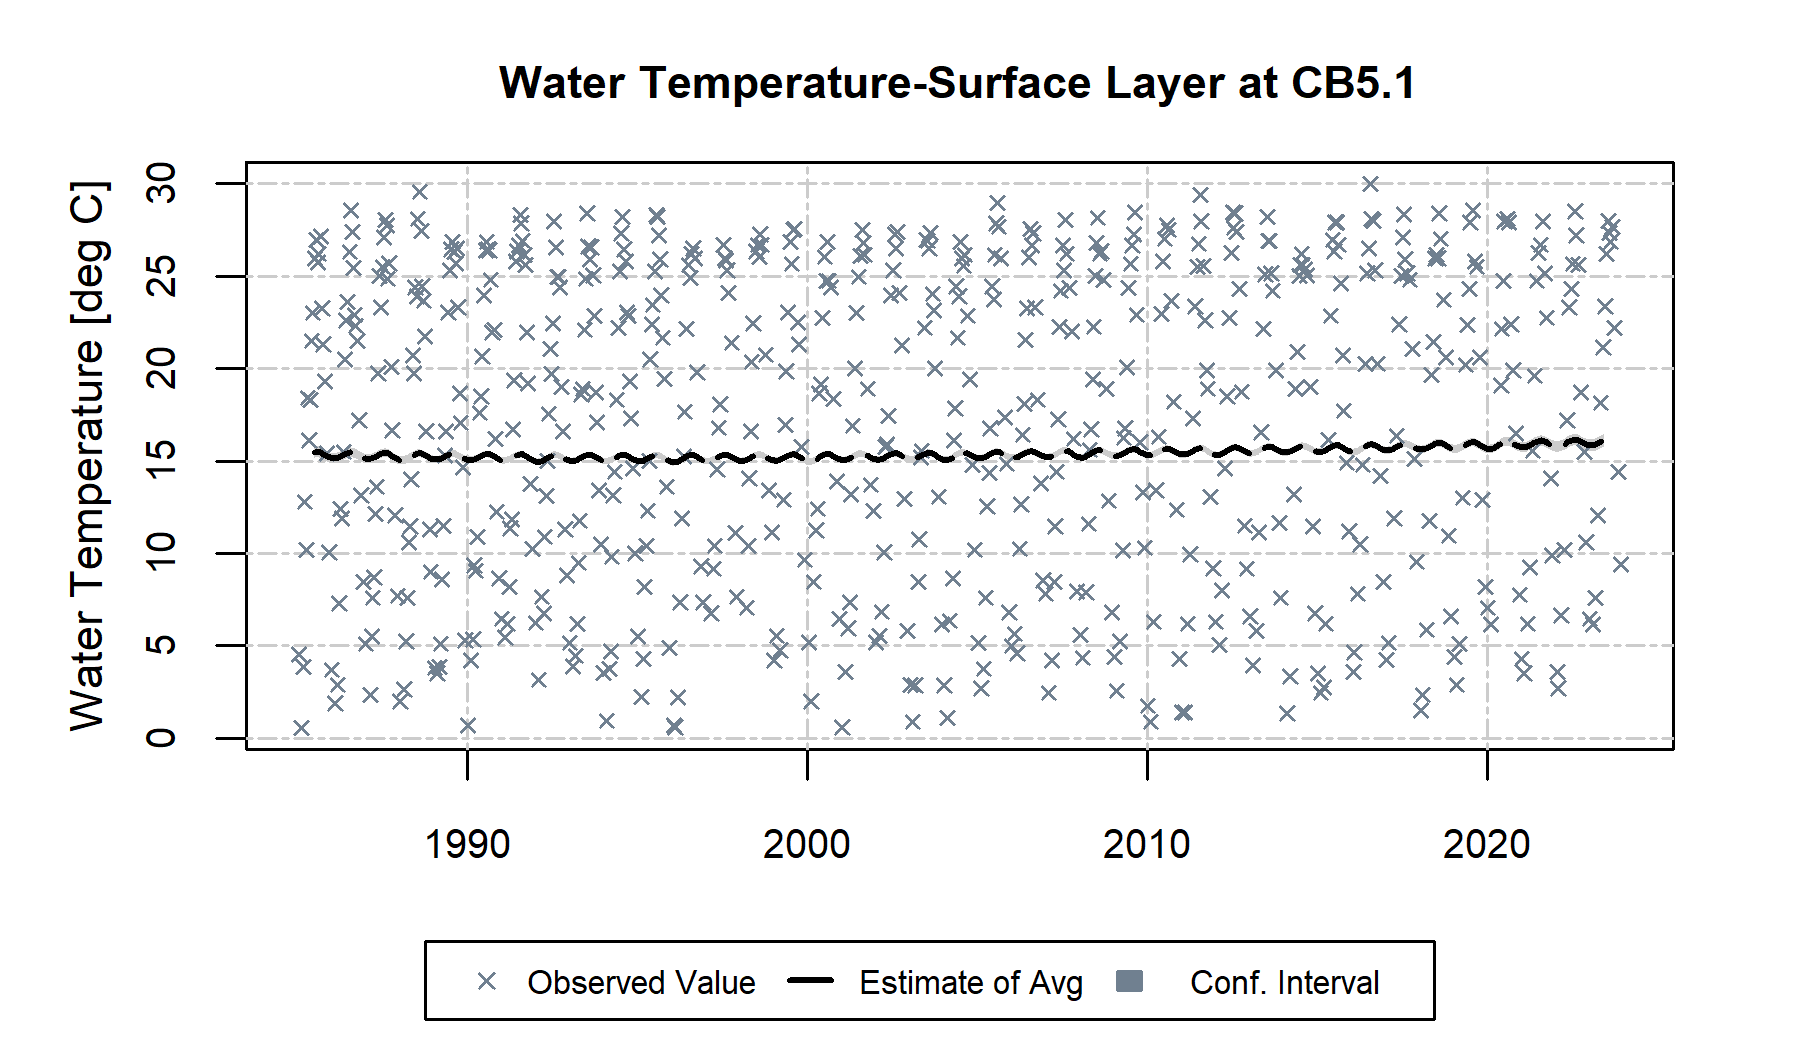 Water Temperature-Surface Layer at CB5.1
Water Temperature [deg C]
30
25
20
15
10
5
0
1990 2000 2010 2020
Observed Value Estimate of Avg Conf. Interval